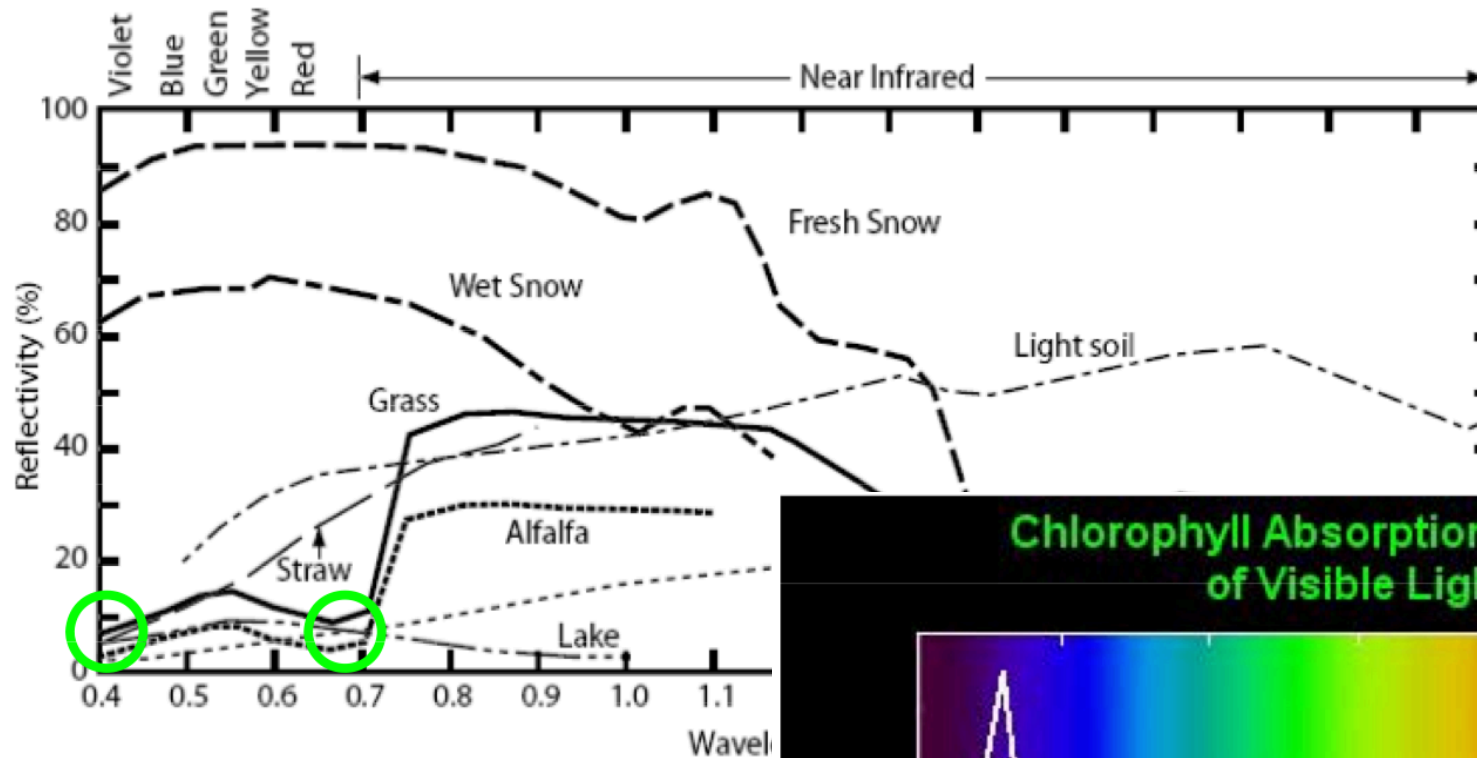 Violet
Blue
Green
Yellow
Red
Near Infrared
100
80
60
40
20
0
Reflectivity (%)
Fresh Snow
Wet Snow
Light soil
Grass
Alfalfa
Straw
Lake
0.4 0.5 0.6 0.7 0.8 0.9 1.0 1.1
Wavel
Chlorophyll Absorption
of Visible Lig